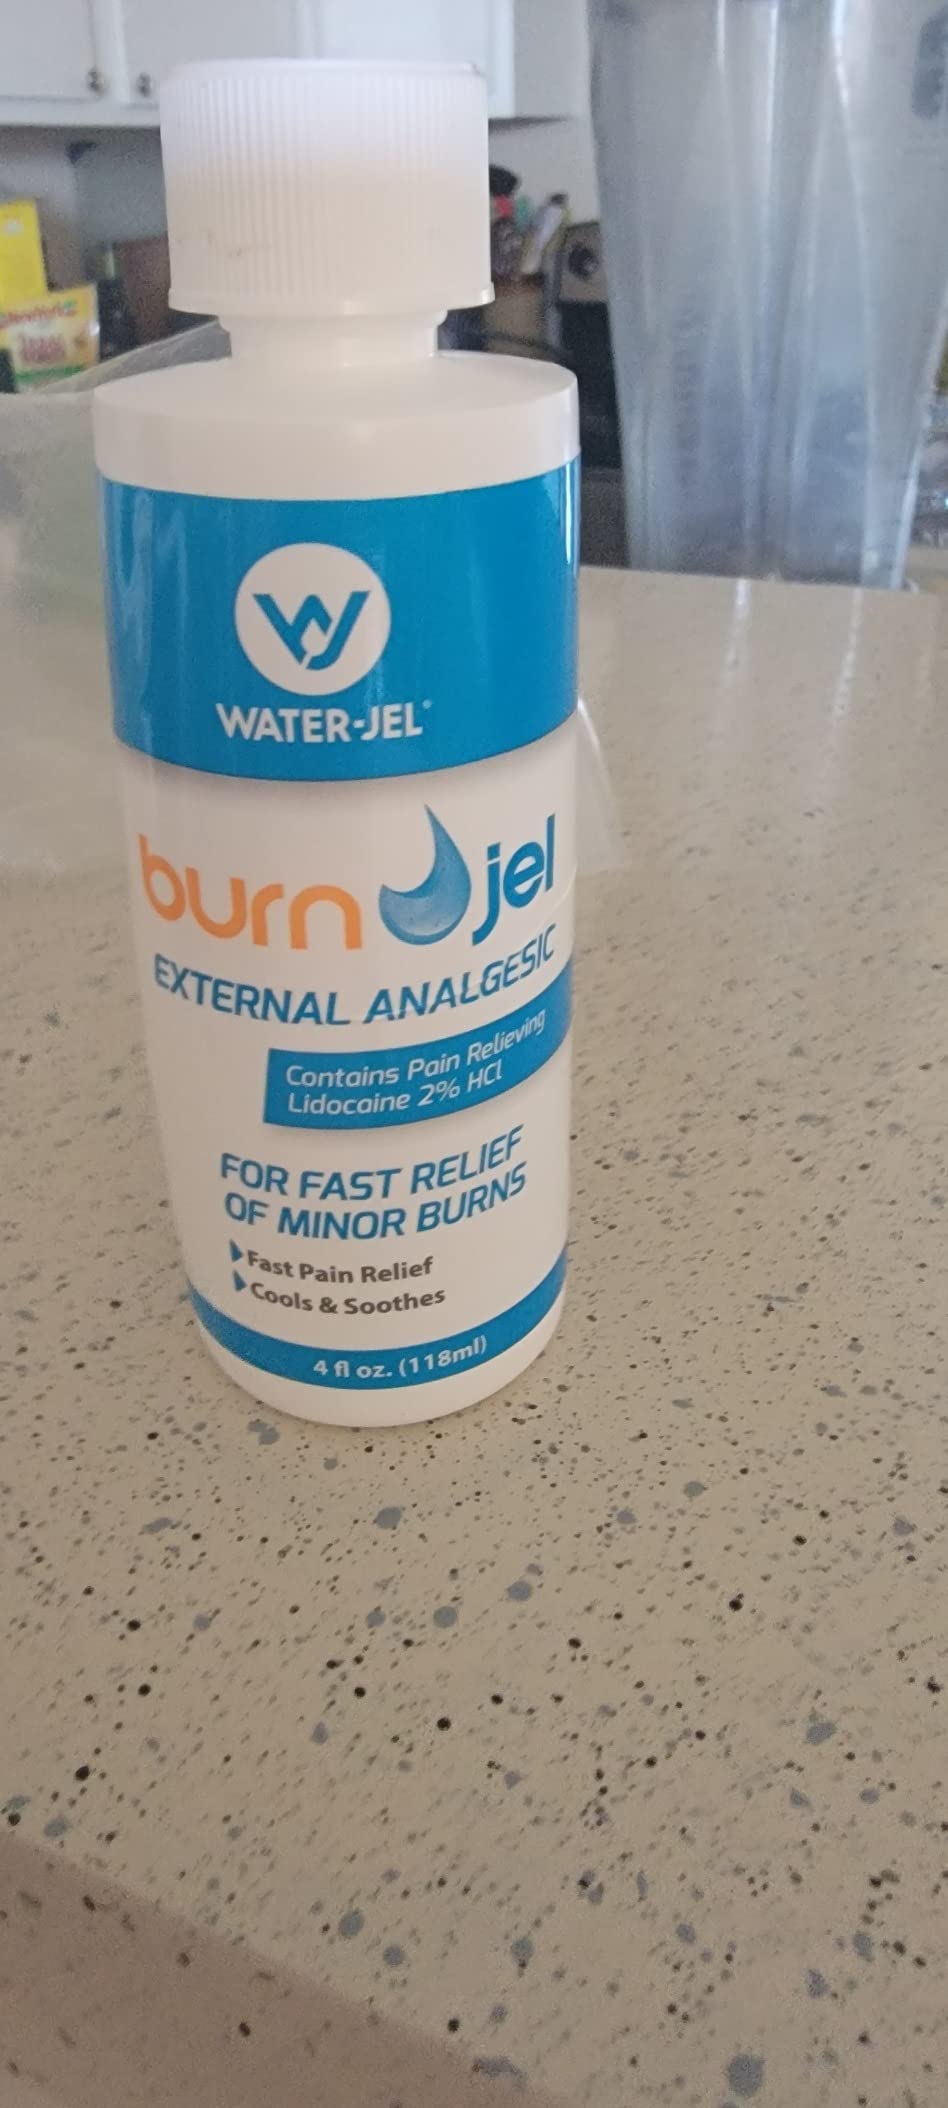 WATER-JEL®
burn jel
EXTERNAL ANALGESIC
Contains Pain Relieving
Lidocaine 2% HCl
FOR FAST RELIEF
OF MINOR BURNS
Fast Pain Relief
Cools & Soothes
4 fl oz. (118ml)